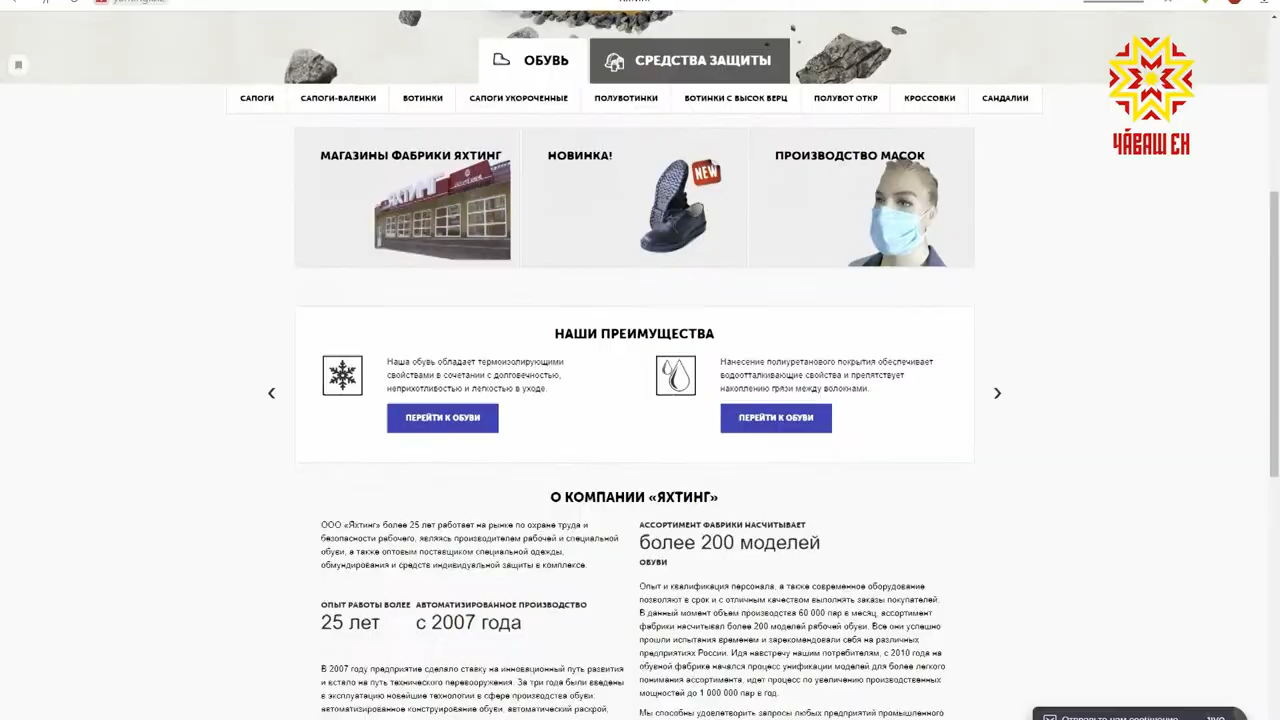 ОБУВЬ
СРЕДСТВА ЗАЩИТЫ
САПОГИ
САПОГИ-ВАЛЕНКИ
БОТИНКИ
САПОГИ УКОРОЧЕННЫЕ
ПОЛУБОТИНКИ
БОТИНКИ С ВЫСОК БЕРЦ
ПОЛУБОТ ОТКР
КРОССОВКИ
САНДАЛИИ
ЧӐВАШ ЕН
МАГАЗИНЫ ФАБРИКИ ЯХТИНГ
НОВИНКА!
NEW
ПРОИЗВОДСТВО МАСОК
НАШИ ПРЕИМУЩЕСТВА
Наша обувь обладает термоизолирующими
свойствами в сочетании с долговечностью,
неприхотливостью и легкостью в уходе.
ПЕРЕЙТИ К ОБУВИ
Нанесение полиуретанового покрытия обеспечивает
водоотталкивающие свойства и препятствует
накоплению грязи между волокнами.
ПЕРЕЙТИ К ОБУВИ
О КОМПАНИИ «ЯХТИНГ»
ООО «Яхтинг» более 25 лет работает на рынке по охране труда и
безопасности рабочего, являясь производителем рабочей и специальной
обуви, а также оптовым поставщиком специальной одежды,
обмундирования и средств индивидуальной защиты в комплексе.
ОПЫТ РАБОТЫ БОЛЕЕ
25 лет
АВТОМАТИЗИРОВАННОЕ ПРОИЗВОДСТВО
с 2007 года
В 2007 году предприятие сделало ставку на инновационный путь развития
и встало на путь технического перевооружения. За три года были введены
в эксплуатацию новейшие технологии в сфере производства обуви:
автоматизированное конструирование обуви, автоматический раскрой,
АССОРТИМЕНТ ФАБРИКИ НАСЧИТЫВАЕТ
более 200 моделей
ОБУВИ
Опыт и квалификация персонала, а также современное оборудование
позволяют в срок и с отличным качеством выполнять заказы покупателей.
В данный момент объем производства 60 000 пар в месяц, ассортимент
фабрики насчитывал более 200 моделей рабочей обуви. Все они успешно
прошли испытания временем и зарекомендовали себя на различных
предприятиях России. Идя навстречу нашим потребителям, с 2010 года на
обувной фабрике начался процесс унификации моделей для более легкого
понимания ассортимента, идет процесс по увеличению производственных
мощностей до 1 000 000 пар в год.
Мы способны удовлетворить запросы любых предприятий промышленного